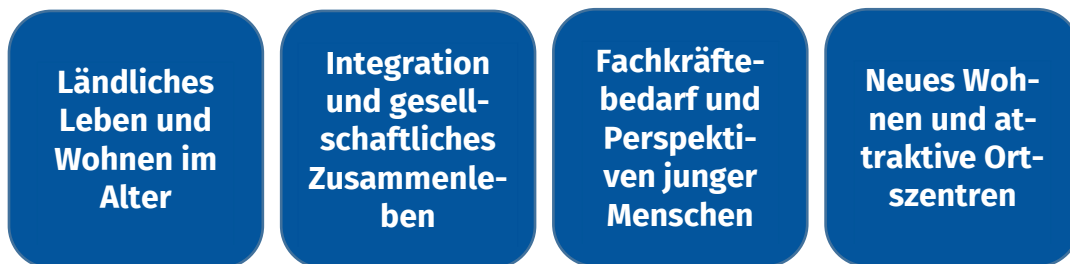 Ländliches
Leben und
Wohnen im
Alter
Integration
und gesell-
schaftliches
Zusammenle-
ben
Fachkräfte-
bedarf und
Perspekti-
ven junger
Menschen
Neues Woh-
nen und at-
traktive Ort-
szentren